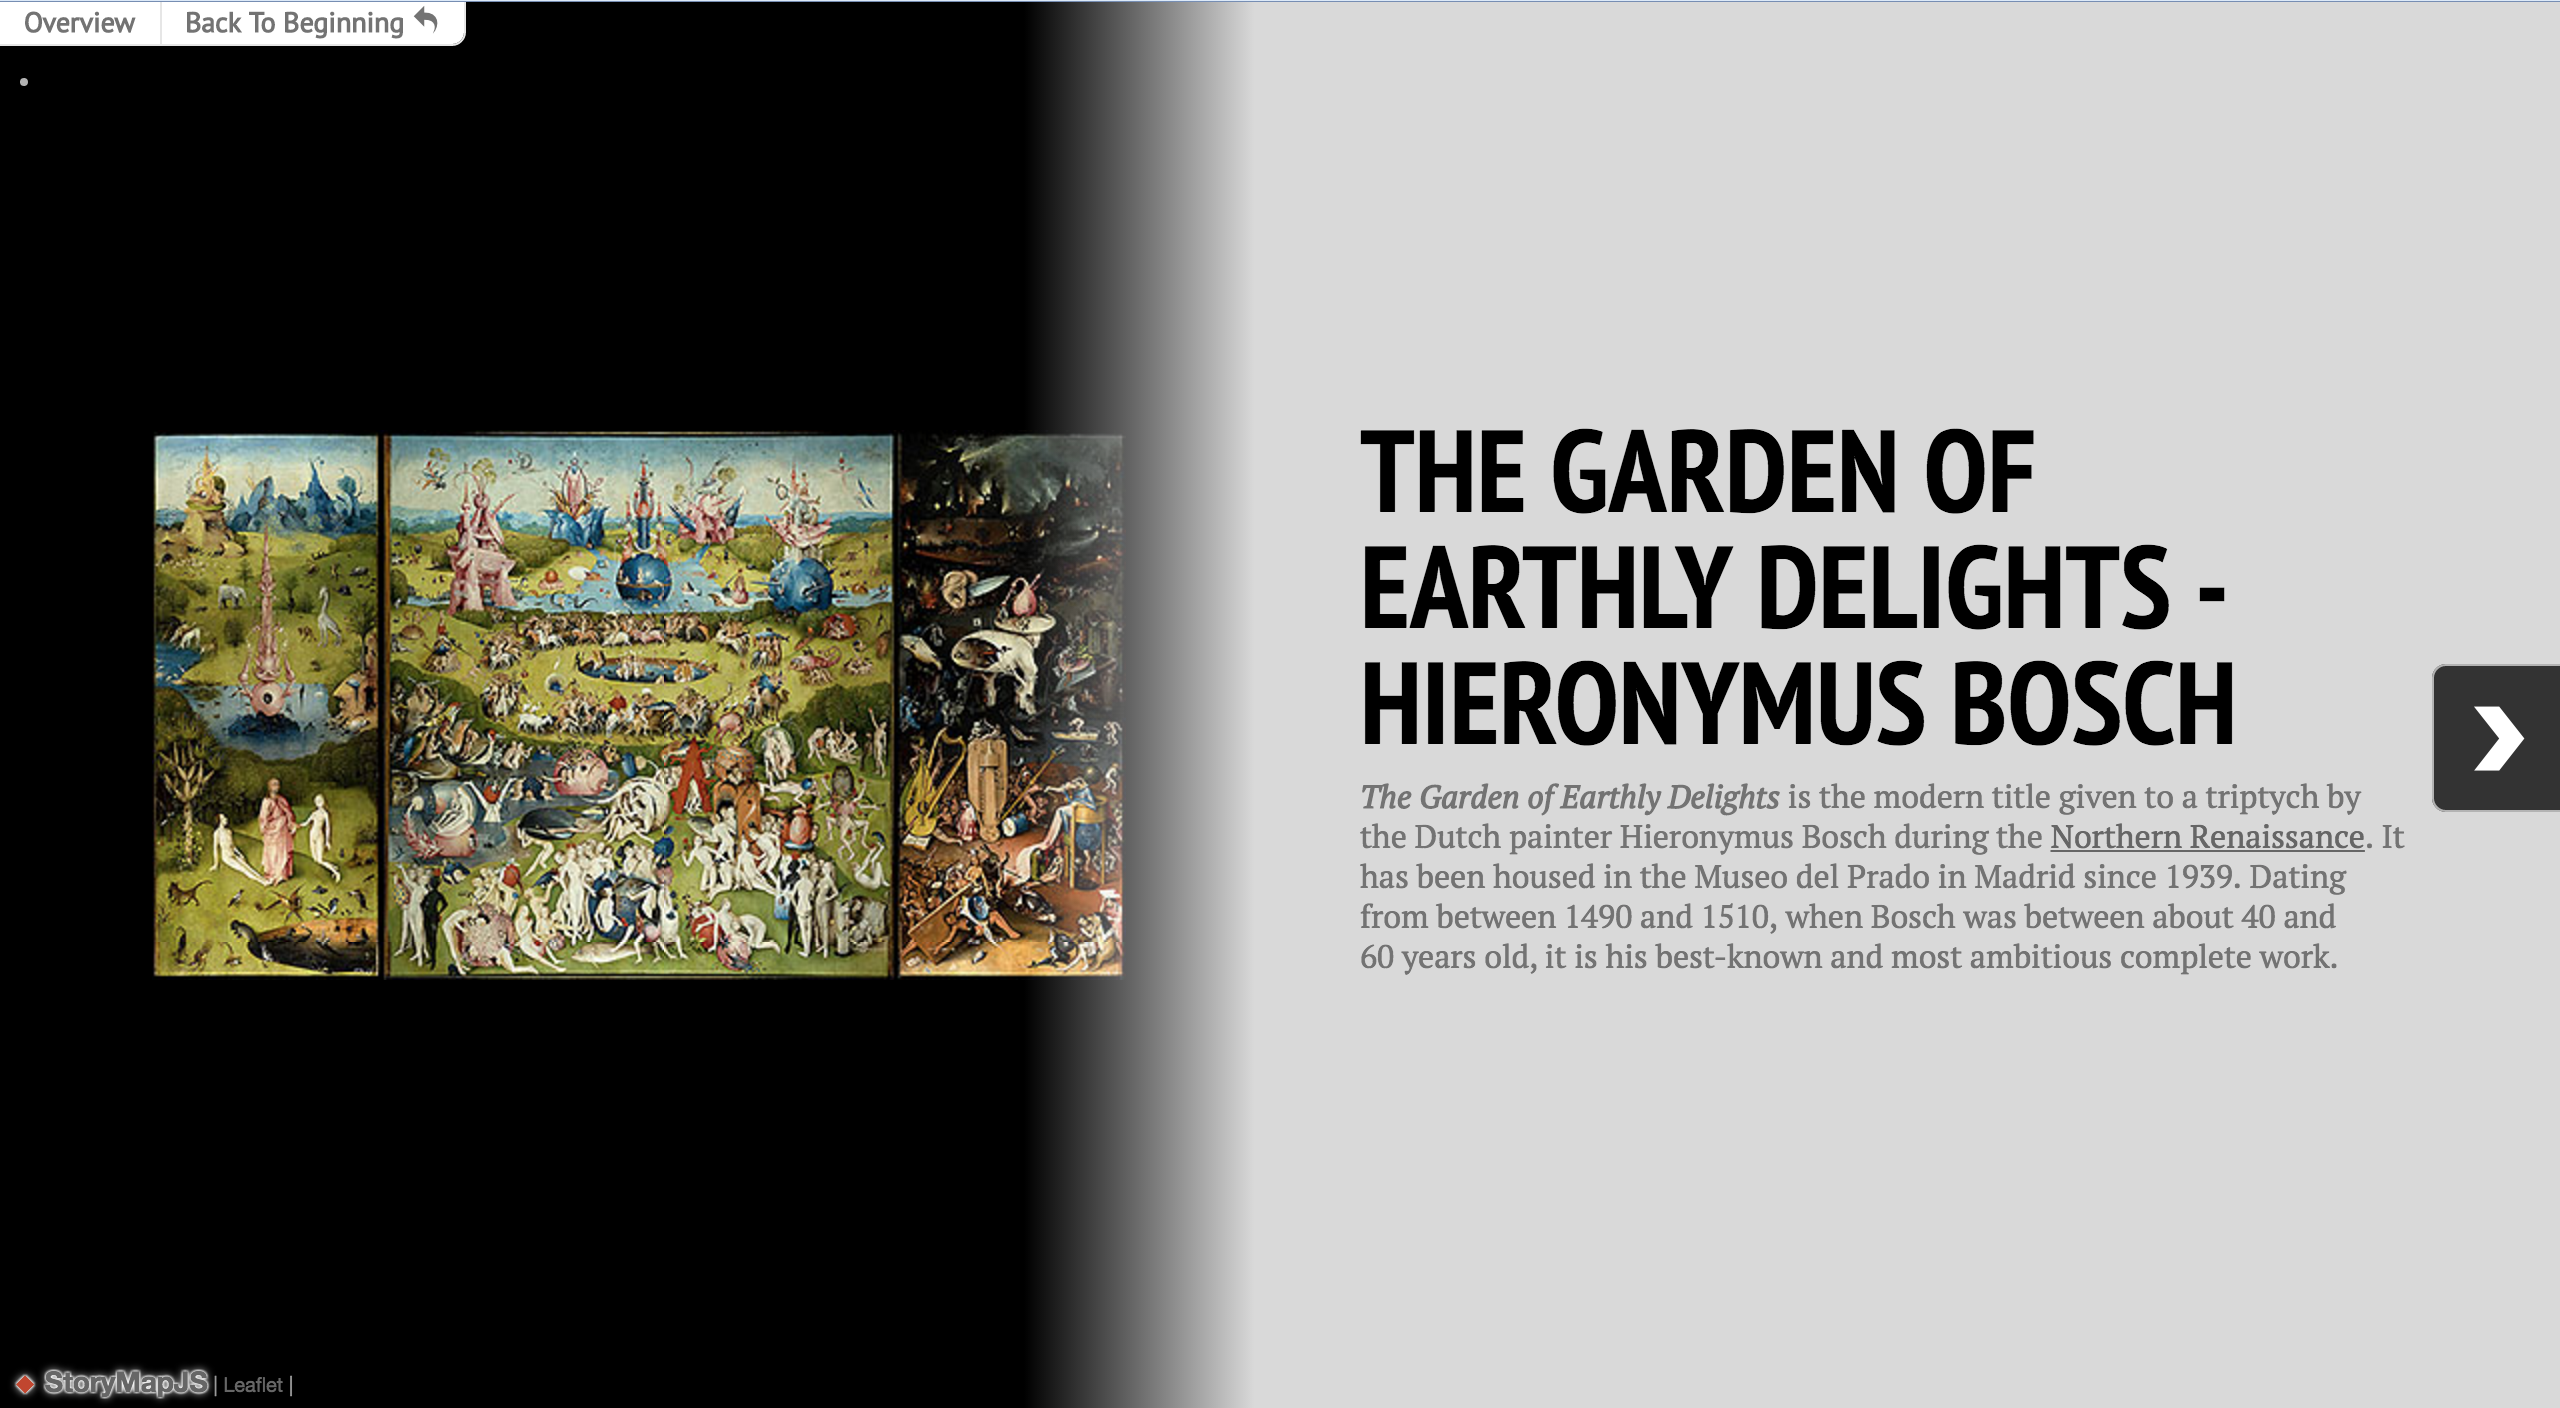 Overview Back To Beginning
THE GARDEN OF
EARTHLY DELIGHTS -
HIERONYMUS BOSCH
The Garden of Earthly Delights is the modern title given to a triptych by
the Dutch painter Hieronymus Bosch during the Northern Renaissance. It
has been housed in the Museo del Prado in Madrid since 1939. Dating
from between 1490 and 1510, when Bosch was between about 40 and
60 years old, it is his best-known and most ambitious complete work.
StoryMapJS | Leaflet |